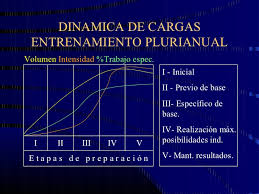 DINAMICA DE CARGAS
ENTRENAMIENTO PLURIANUAL
Volumen Intensidad %Trabajo espec.
I II III IV V
Etapas de preparación
I - Inicial
II - Previo de base
III- Específico de
base.
IV- Realización máx.
posibilidades ind.
V- Mant. resultados.